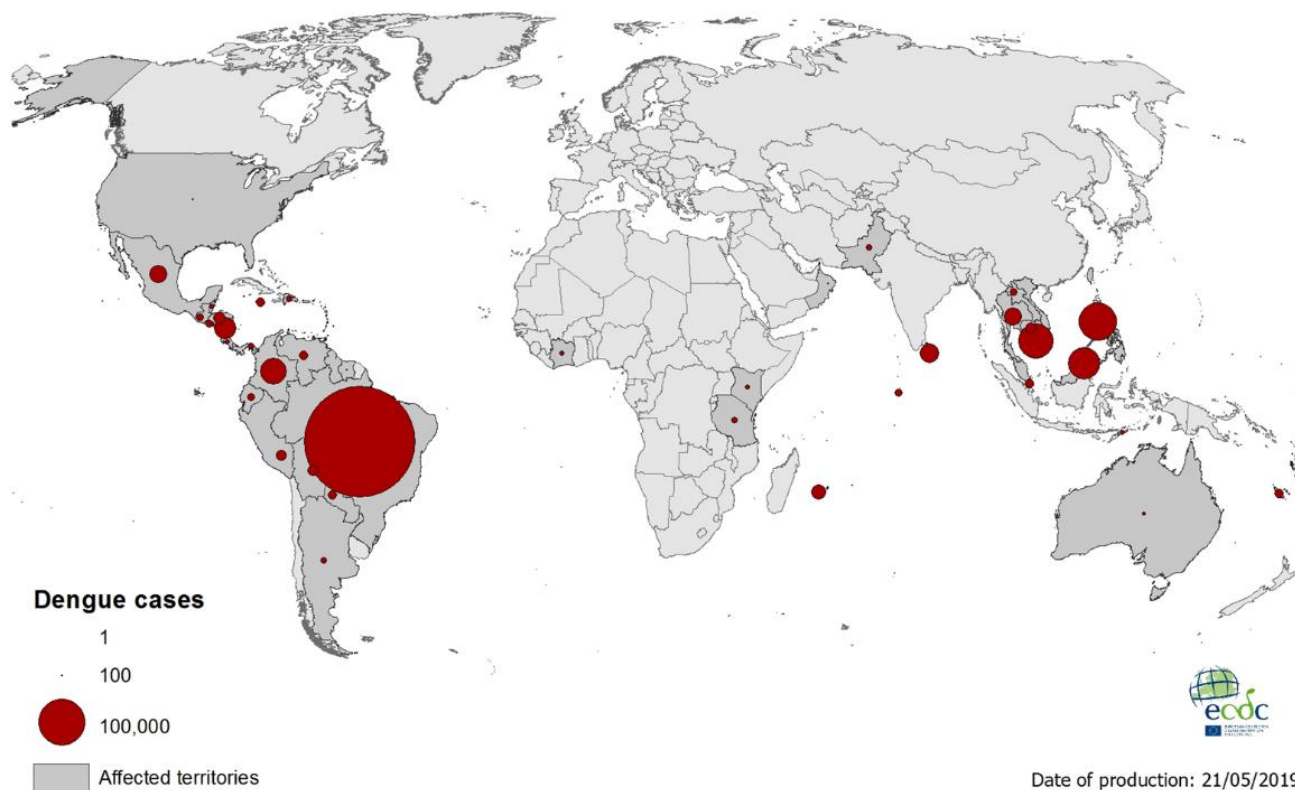 Dengue cases
1
100
100,000
Affected territories
ecdc
Date of production: 21/05/2019